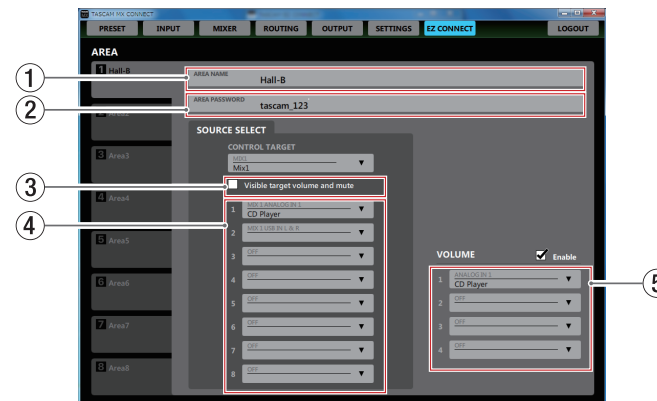 TASCAM MX CONNECT
PRESET INPUT MIXER ROUTING OUTPUT SETTINGS EZ CONNECT LOGOUT
AREA
1 Hall-B
2 Area2
3 Area3
4 Area4
5 Area5
6 Area6
7 Area7
8 Area8
1 AREA NAME
Hall-B
2 AREA PASSWORD
tascam_123
SOURCE SELECT
CONTROL TARGET
MIX1
Mix1
3 Visible target volume and mute
4
1 MIX 1 ANALOG IN 1
CD Player
2 MIX 1 USB IN L & R
3 OFF
4 OFF
5 OFF
6 OFF
7 OFF
8 OFF
VOLUME Enable
5
1 ANALOG IN 1
CD Player
2 OFF
3 OFF
4 OFF